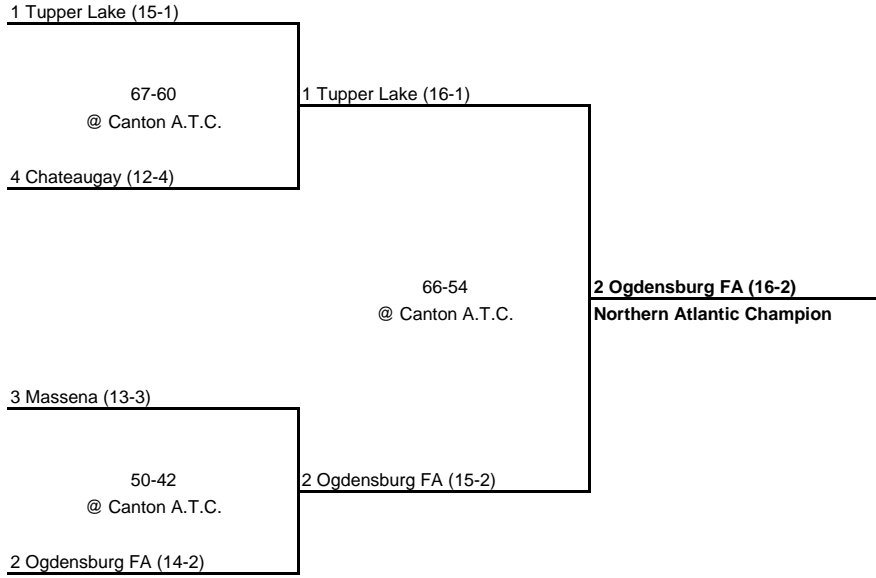 1 Tupper Lake (15-1)
67-60
@ Canton A.T.C.
1 Tupper Lake (16-1)
4 Chateaugay (12-4)
66-54
@ Canton A.T.C.
2 Ogdensburg FA (16-2)
Northern Atlantic Champion
3 Massena (13-3)
50-42
@ Canton A.T.C.
2 Ogdensburg FA (15-2)
2 Ogdensburg FA (14-2)